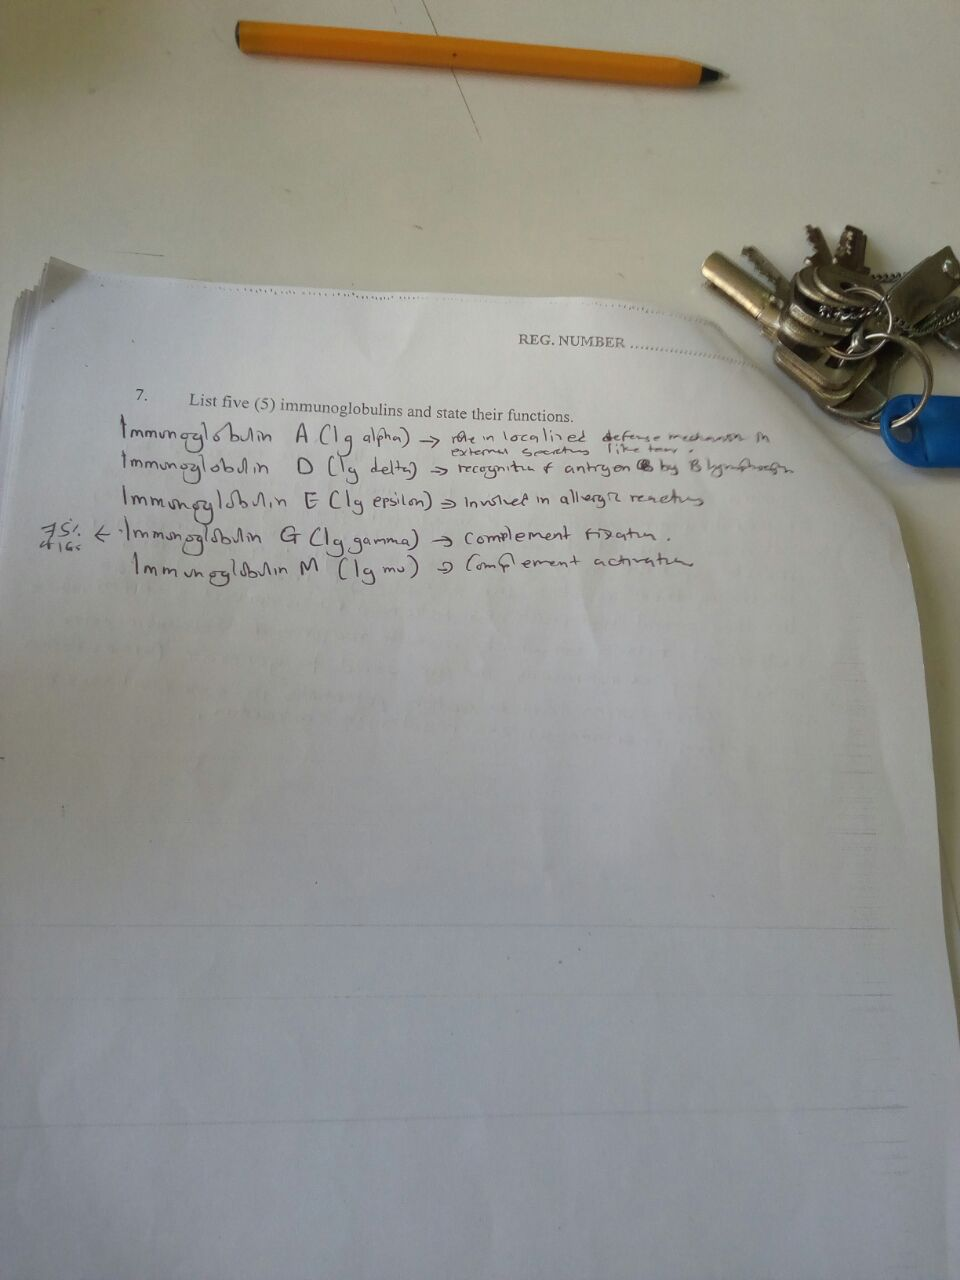 REG. NUMBER ..................
7. List five (5) immunoglobulins and state their functions.
Immunoglobulin A (Ig alpha) → role in localized defense mechanism in
external secretions like tears.
Immunoglobulin D (Ig delta) → recognition of antigen by B lymphocytes
Immunoglobulin E (Ig epsilon) → Involved in allergic reactions
75% ← Immunoglobulin G (Ig gamma) → Complement fixation.
of IGs
Immunoglobulin M (Ig mu) → Complement activation